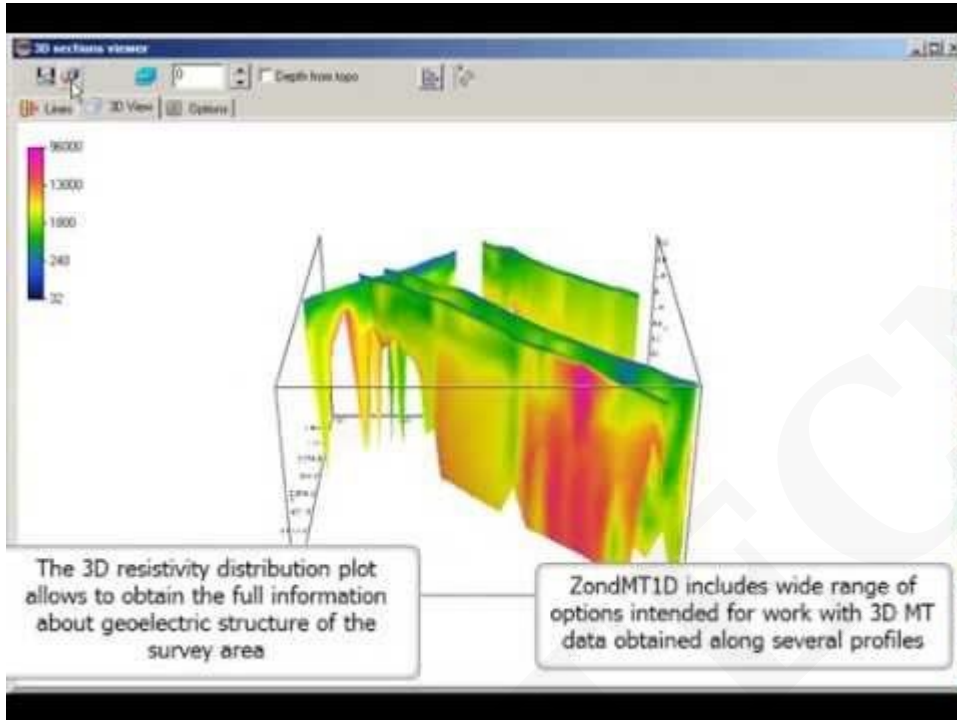 3D sections viewer
0
Depth from topo
Lines
3D View
Options
96000
13000
1800
240
32
The 3D resistivity distribution plot
allows to obtain the full information
about geoelectric structure of the
survey area
ZondMT1D includes wide range of
options intended for work with 3D MT
data obtained along several profiles